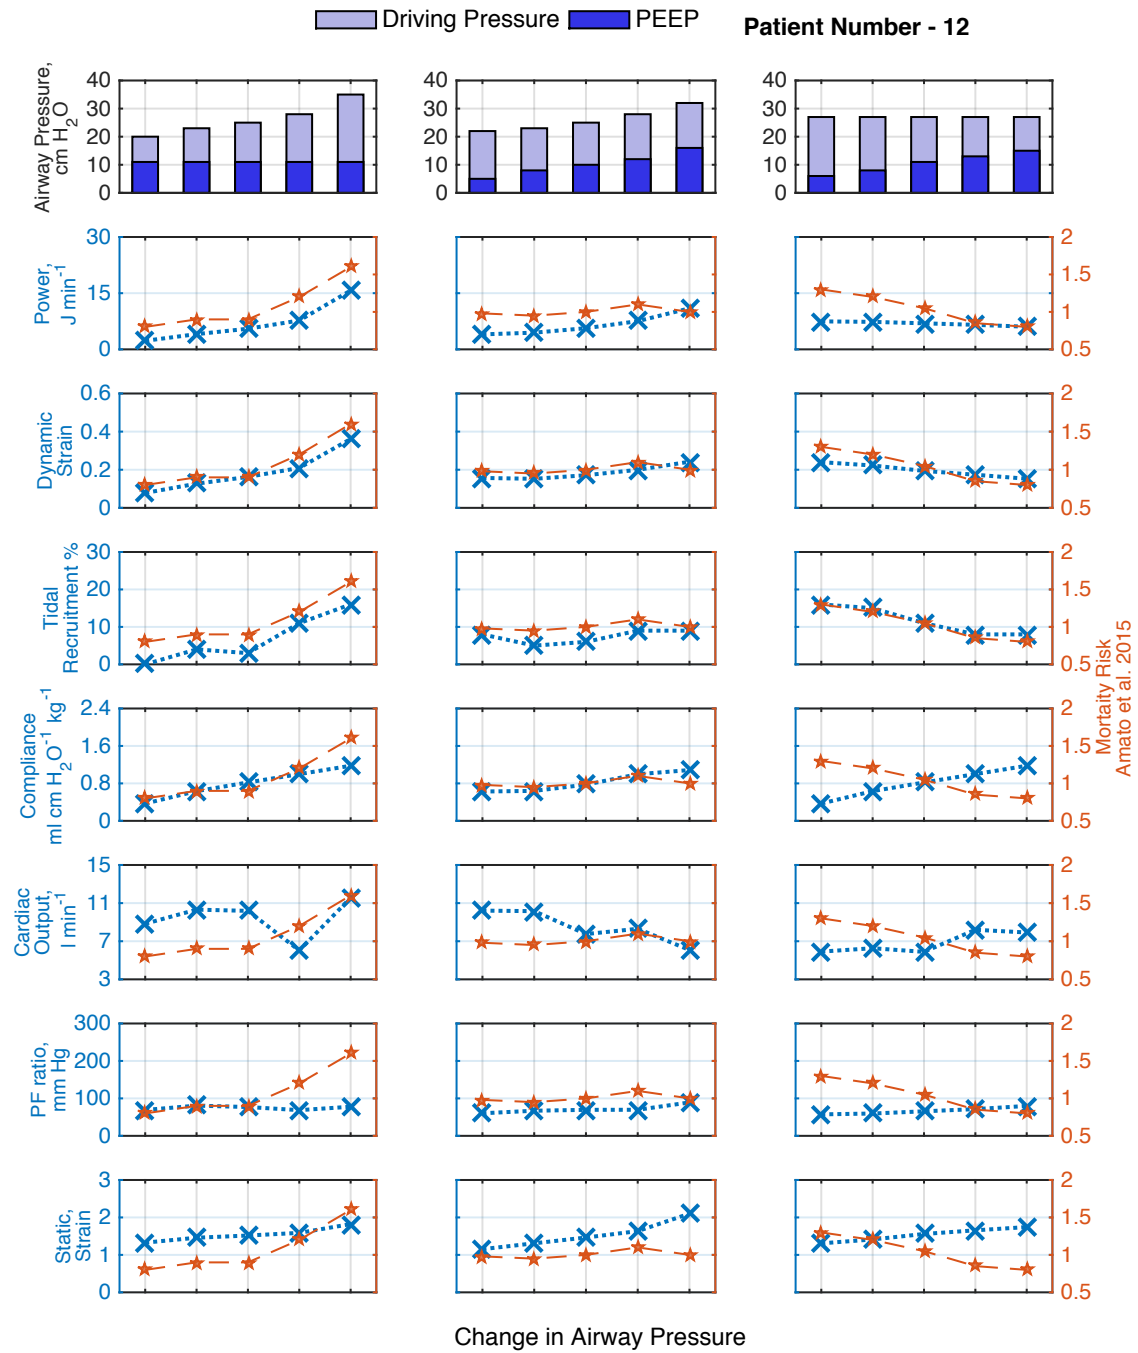 Driving Pressure PEEP Patient Number - 12
Airway Pressure,
cm H2O
40 40 40
30 30 30
20 20 20
10 10 10
0 0 0
Power,
J min-1
30 2
1.5
15 1
0 0.5
Dynamic
Strain
0.6 2
0.4 1.5
0.2 1
0 0.5
Tidal
Recruitment %
30 2
20 1.5
10 1
0 0.5
Mortaity Risk
Amato et al. 2015
Compliance
ml cm H2O-1 kg-1
2.4 2
1.6 1.5
0.8 1
0 0.5
Cardiac
Output,
l min-1
15 2
11 1.5
7 1
3 0.5
PF ratio,
mm Hg
300 2
200 1.5
100 1
0 0.5
Static,
Strain
3 2
2 1.5
1 1
0 0.5
Change in Airway Pressure